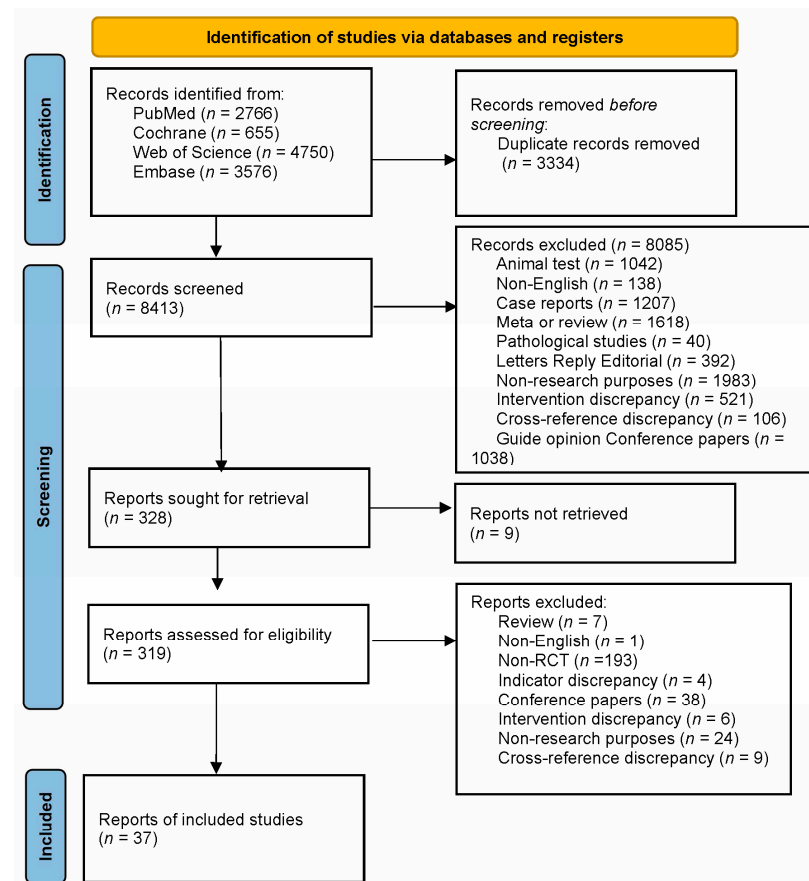 Identification of studies via databases and registers
Identification
Records identified from:
PubMed (n = 2766)
Cochrane (n = 655)
Web of Science (n = 4750)
Embase (n = 3576)
Records removed before
screening:
Duplicate records removed
(n = 3334)
Screening
Records screened
(n = 8413)
Records excluded (n = 8085)
Animal test (n = 1042)
Non-English (n = 138)
Case reports (n = 1207)
Meta or review (n = 1618)
Pathological studies (n = 40)
Letters Reply Editorial (n = 392)
Non-research purposes (n = 1983)
Intervention discrepancy (n = 521)
Cross-reference discrepancy (n = 106)
Guide opinion Conference papers (n =
1038)
Reports sought for retrieval
(n = 328)
Reports not retrieved
(n = 9)
Reports assessed for eligibility
(n = 319)
Reports excluded:
Review (n = 7)
Non-English (n = 1)
Non-RCT (n =193)
Indicator discrepancy (n = 4)
Conference papers (n = 38)
Intervention discrepancy (n = 6)
Non-research purposes (n = 24)
Cross-reference discrepancy (n = 9)
Included
Reports of included studies
(n = 37)